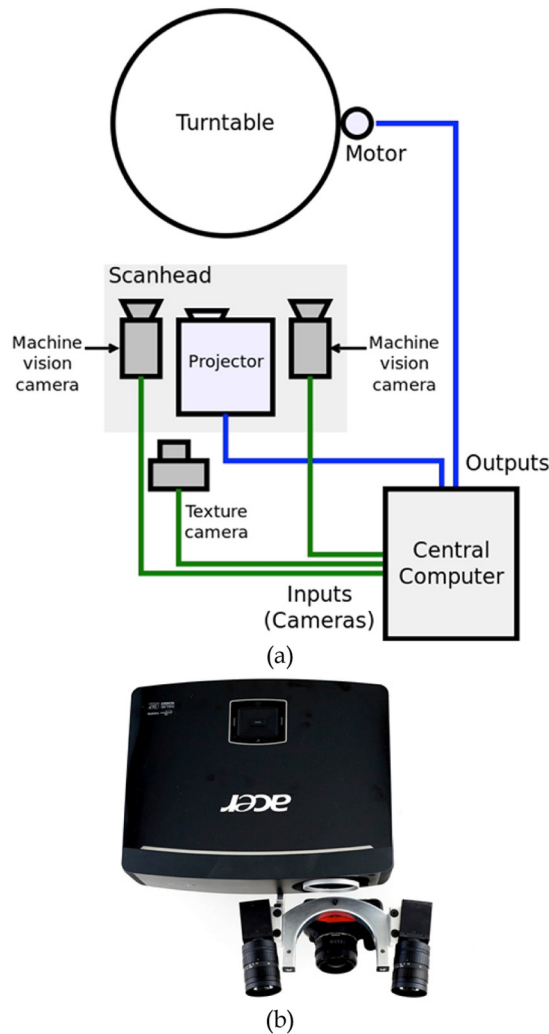 Turntable
Motor
Scanhead
Machine
vision
camera
Projector
Machine
vision
camera
Texture
camera
Outputs
Central
Computer
Inputs
(Cameras)
(a)
acer
(b)